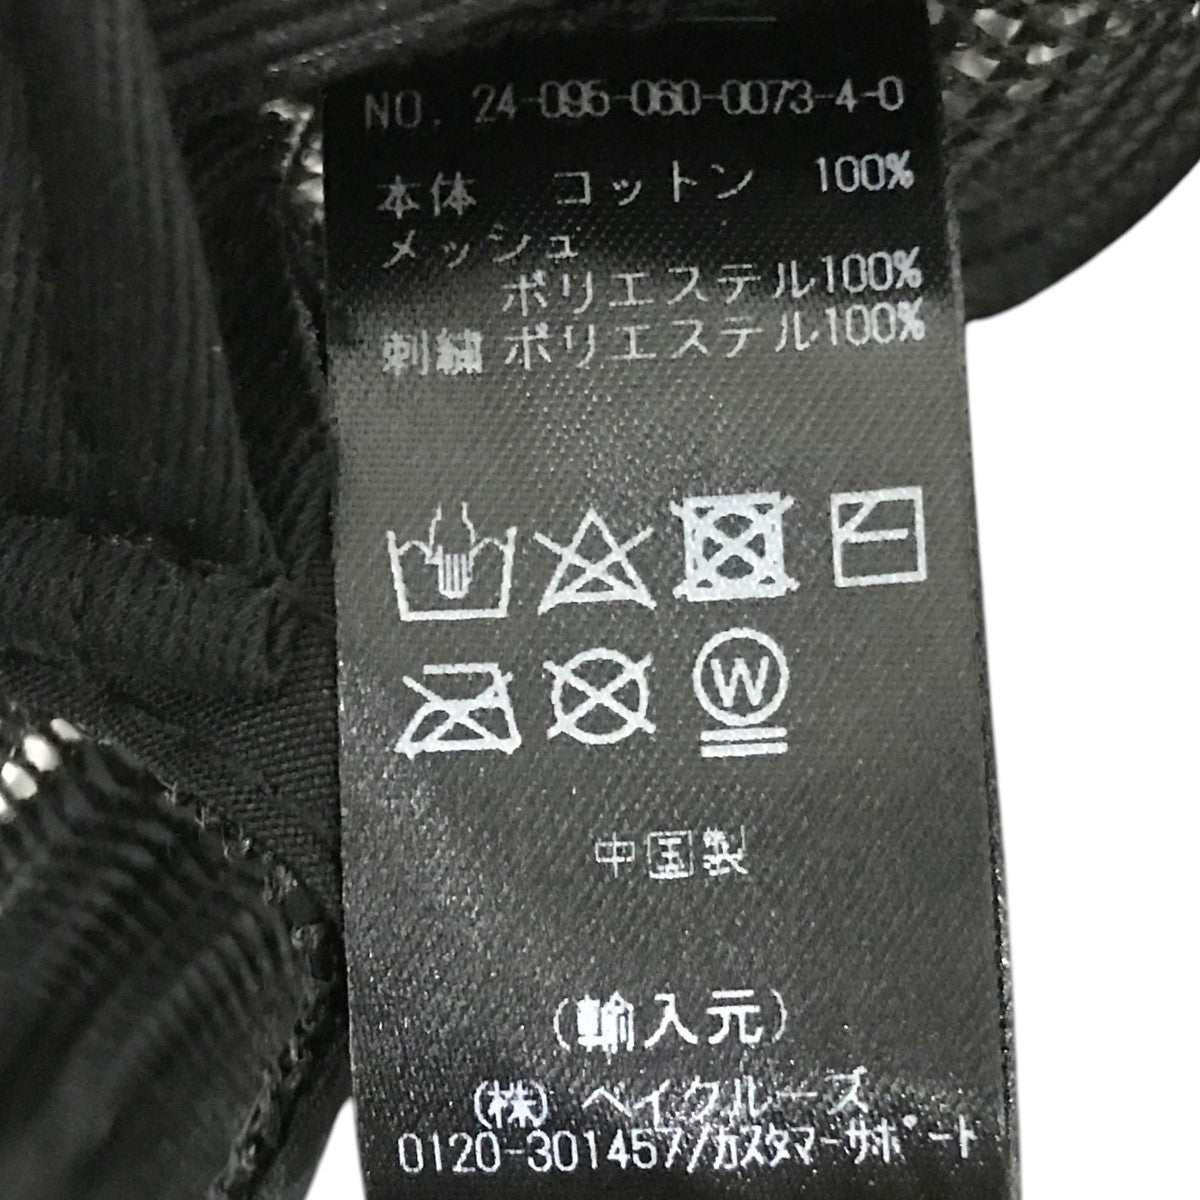 NO. 24-095-060-0073-4-0
本体 コットン 100%
メッシュ
ポリエステル100%
刺繍 ポリエステル100%
W
中国製
(輸入元)
(株) ベイクルーズ
0120-301457/カスタマーサポート